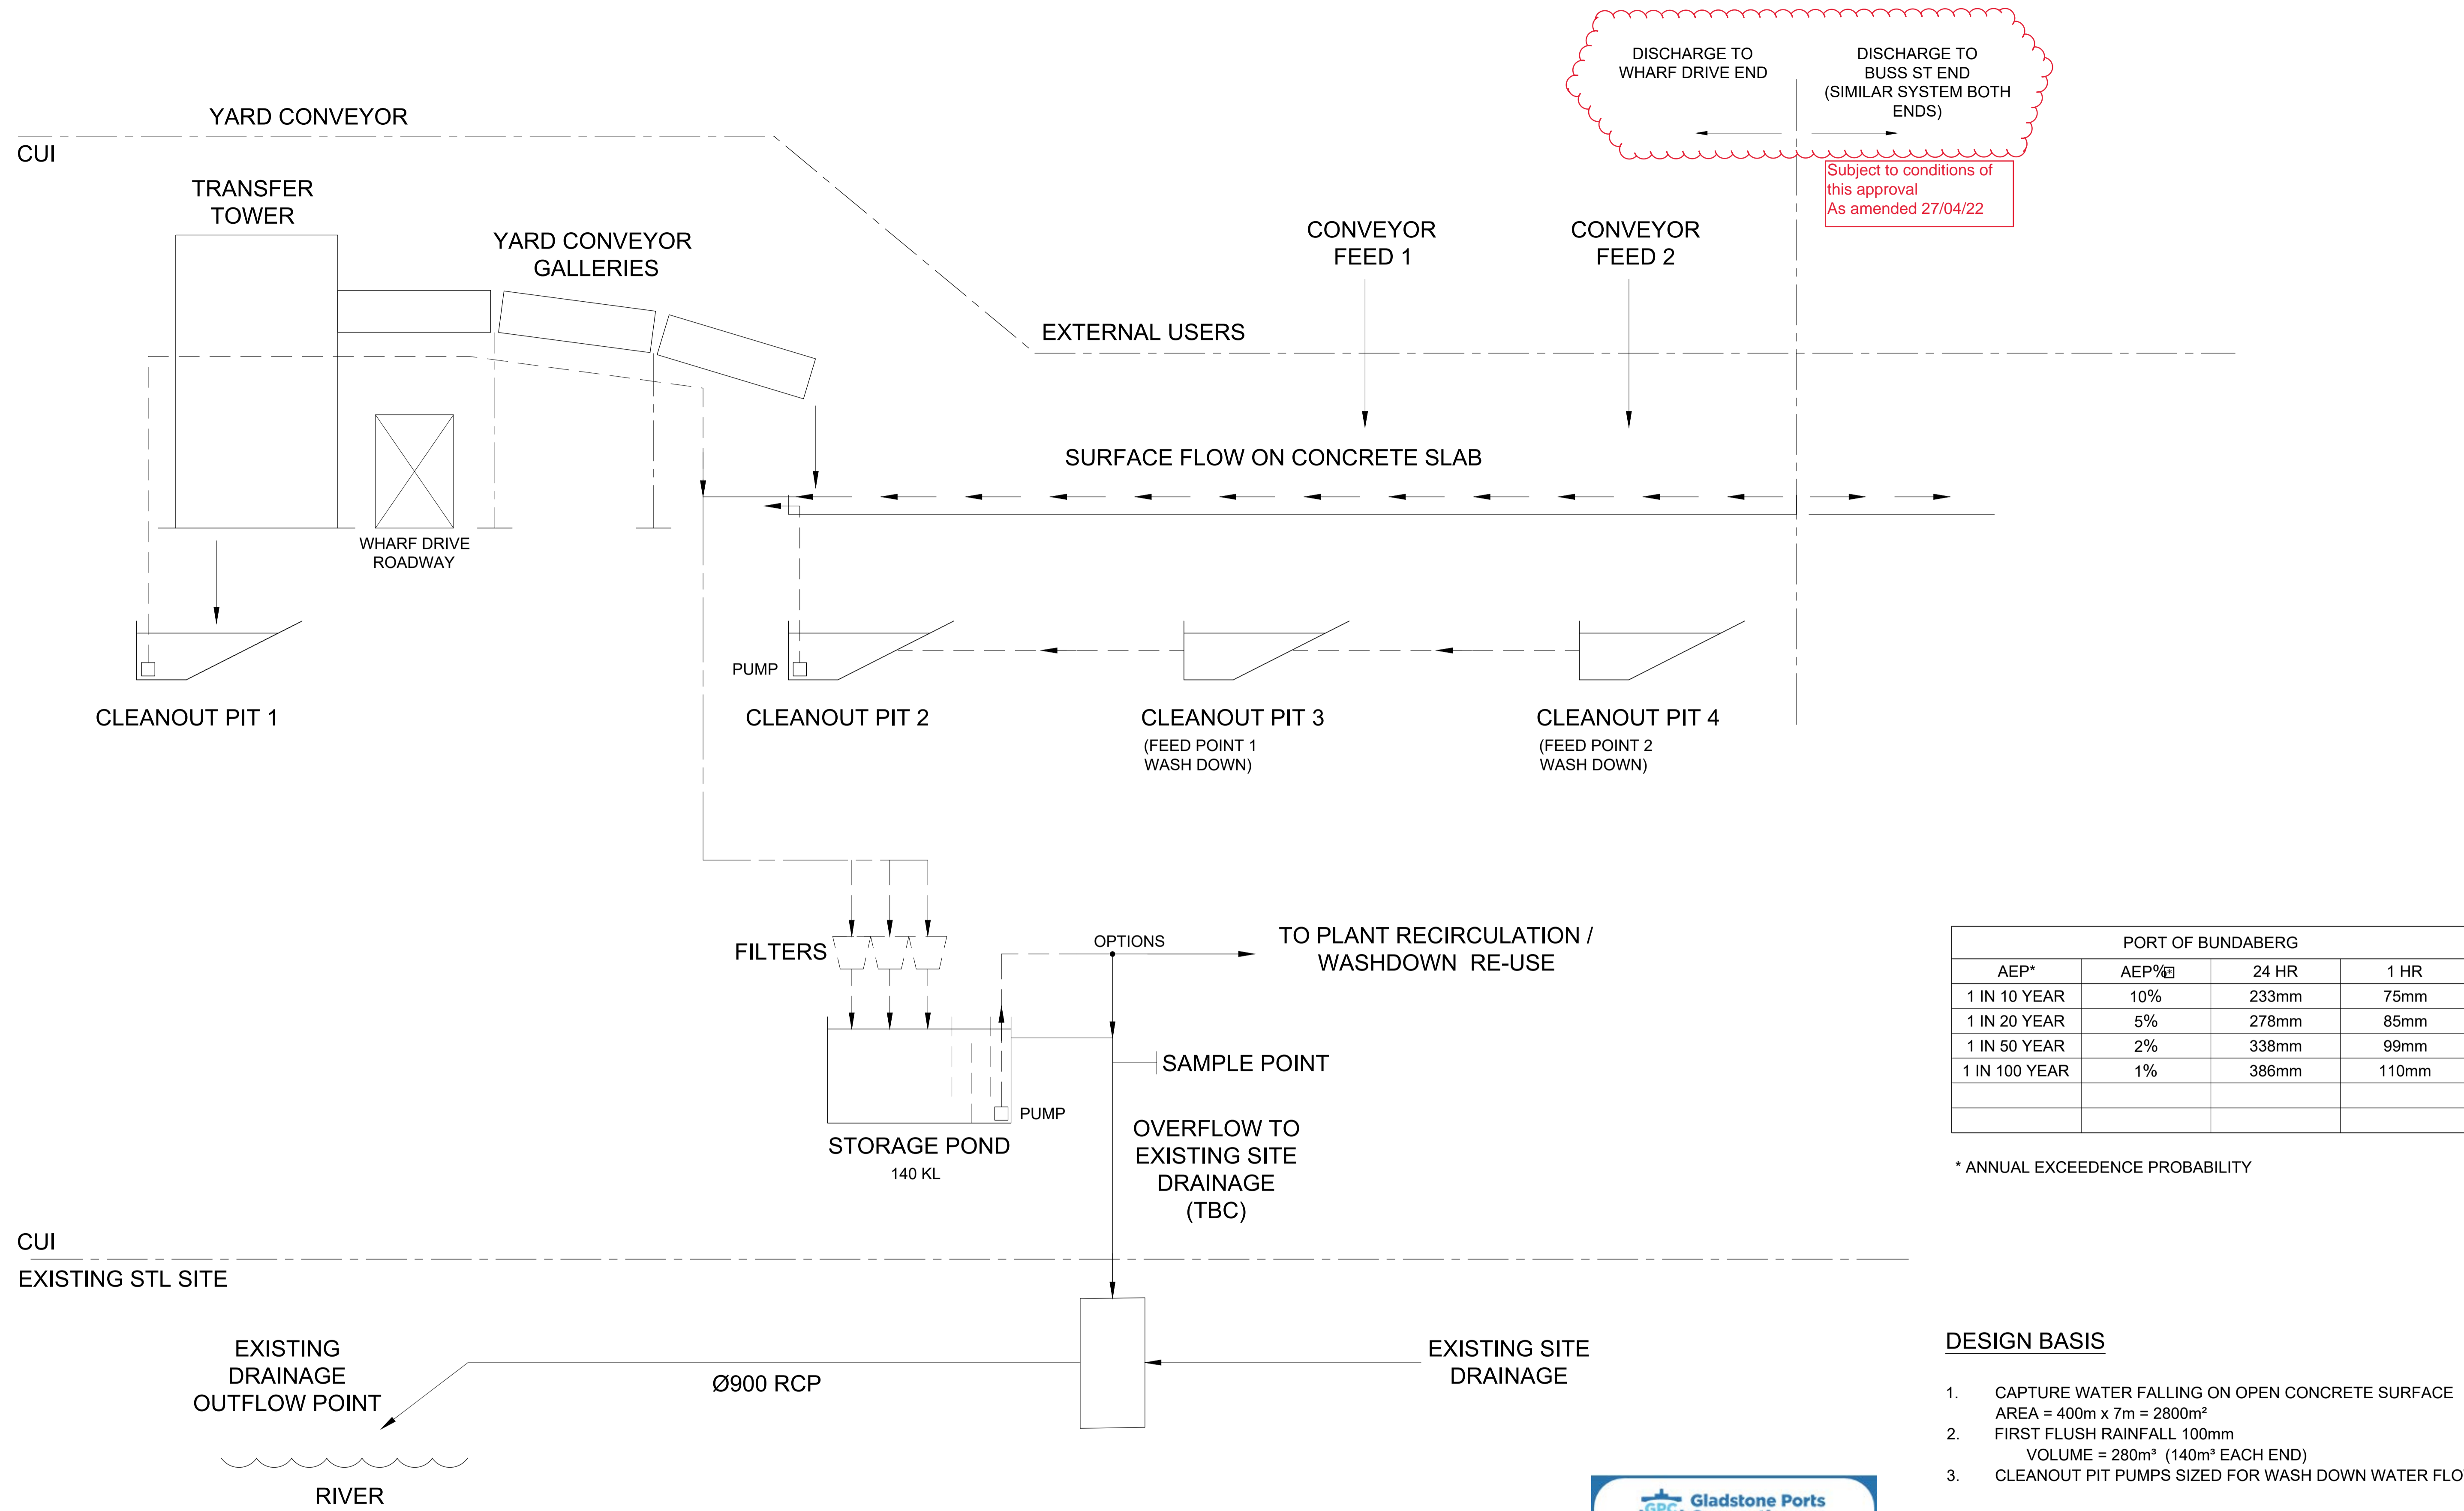 DISCHARGE TO
WHARF DRIVE END
DISCHARGE TO
BUSS ST END
(SIMILAR SYSTEM BOTH
ENDS)
Subject to conditions of
this approval
As amended 27/04/22
YARD CONVEYOR
CUI
TRANSFER
TOWER
YARD CONVEYOR
GALLERIES
EXTERNAL USERS
CONVEYOR
FEED 1
CONVEYOR
FEED 2
SURFACE FLOW ON CONCRETE SLAB
WHARF DRIVE
ROADWAY
PUMP
CLEANOUT PIT 1
CLEANOUT PIT 2
CLEANOUT PIT 3
(FEED POINT 1
WASH DOWN)
CLEANOUT PIT 4
(FEED POINT 2
WASH DOWN)
FILTERS
OPTIONS
TO PLANT RECIRCULATION /
WASHDOWN RE-USE
SAMPLE POINT
PUMP
STORAGE POND
140 KL
OVERFLOW TO
EXISTING SITE
DRAINAGE
(TBC)
PORT OF BUNDABERG
AEP* AEP% 24 HR 1 HR
1 IN 10 YEAR 10% 233mm 75mm
1 IN 20 YEAR 5% 278mm 85mm
1 IN 50 YEAR 2% 338mm 99mm
1 IN 100 YEAR 1% 386mm 110mm
* ANNUAL EXCEEDENCE PROBABILITY
CUI
EXISTING STL SITE
EXISTING
DRAINAGE
OUTFLOW POINT
Ø900 RCP
EXISTING SITE
DRAINAGE
RIVER
DESIGN BASIS
1. CAPTURE WATER FALLING ON OPEN CONCRETE SURFACE
AREA = 400m x 7m = 2800m²
2. FIRST FLUSH RAINFALL 100mm
VOLUME = 280m³ (140m³ EACH END)
3. CLEANOUT PIT PUMPS SIZED FOR WASH DOWN WATER FLO
GPC
Gladstone Ports